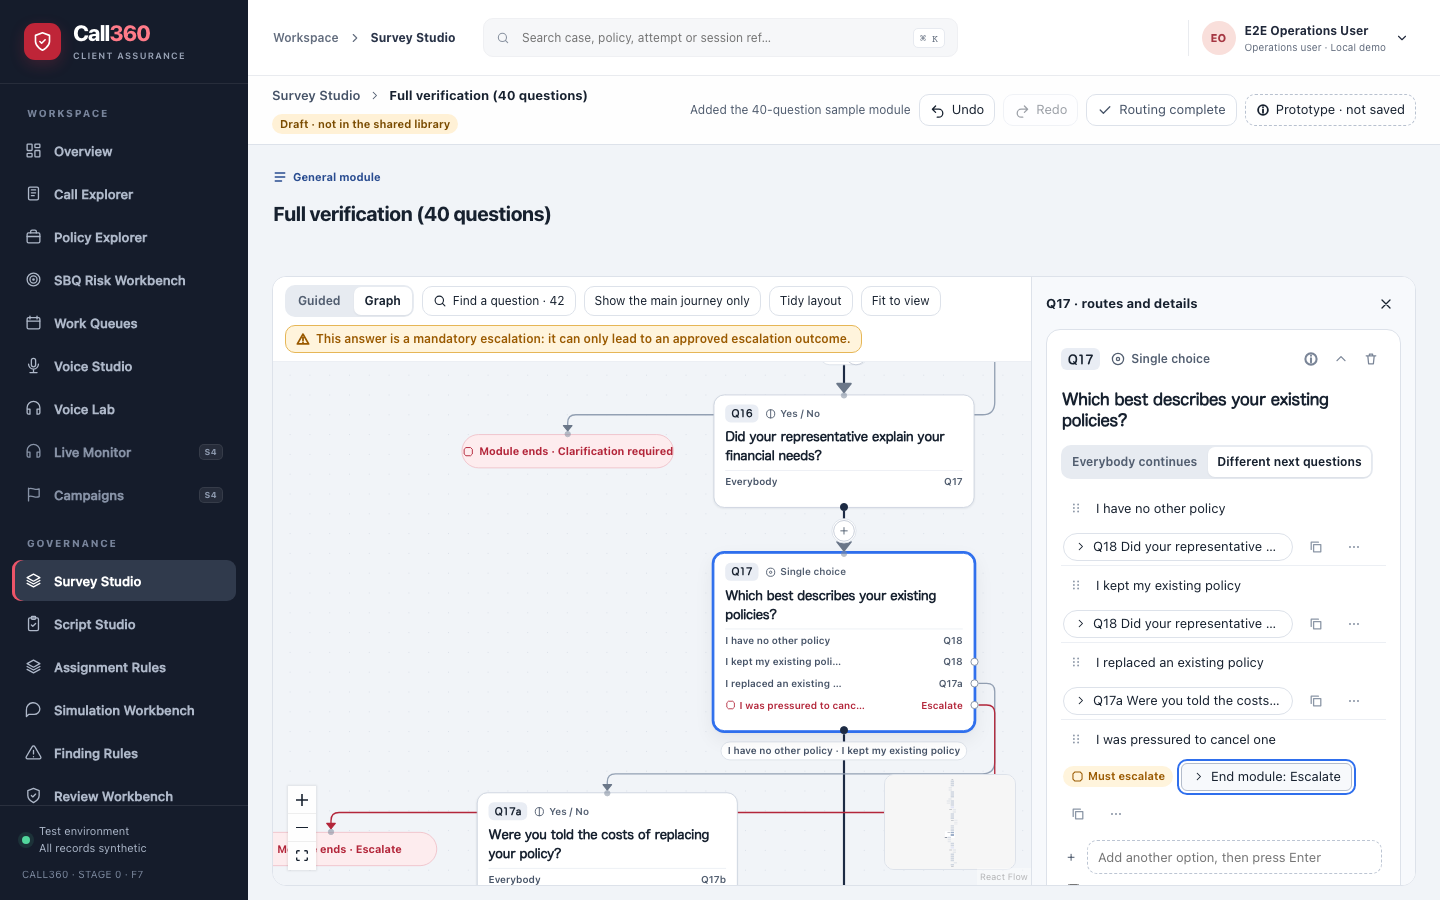 Call360
CLIENT ASSURANCE
WORKSPACE
Overview
Call Explorer
Policy Explorer
SBQ Risk Workbench
Work Queues
Voice Studio
Voice Lab
Live Monitor S4
Campaigns S4
GOVERNANCE
Survey Studio
Script Studio
Assignment Rules
Simulation Workbench
Finding Rules
Review Workbench
Test environment
All records synthetic
CALL360 · STAGE 0 · F7
Workspace > Survey Studio
Search case, policy, attempt or session ref...
⌘ K
EO
E2E Operations User
Operations user · Local demo
Survey Studio > Full verification (40 questions)
Draft · not in the shared library
Added the 40-question sample module
Undo
Redo
Routing complete
Prototype · not saved
General module
Full verification (40 questions)
Guided
Graph
Find a question · 42
Show the main journey only
Tidy layout
Fit to view
This answer is a mandatory escalation: it can only lead to an approved escalation outcome.
Module ends · Clarification required
Q16 Yes / No
Did your representative explain your
financial needs?
Everybody Q17
Q17 Single choice
Which best describes your existing
policies?
I have no other policy Q18
I kept my existing poli... Q18
I replaced an existing ... Q17a
I was pressured to canc... Escalate
I have no other policy · I kept my existing policy
ends · Escalate
Q17a Yes / No
Were you told the costs of replacing
your policy?
Everybody Q17b
React Flow
Q17 · routes and details
Q17 Single choice
Which best describes your existing
policies?
Everybody continues
Different next questions
I have no other policy
Q18 Did your representative ...
I kept my existing policy
Q18 Did your representative ...
I replaced an existing policy
Q17a Were you told the costs...
I was pressured to cancel one
Must escalate
End module: Escalate
Add another option, then press Enter